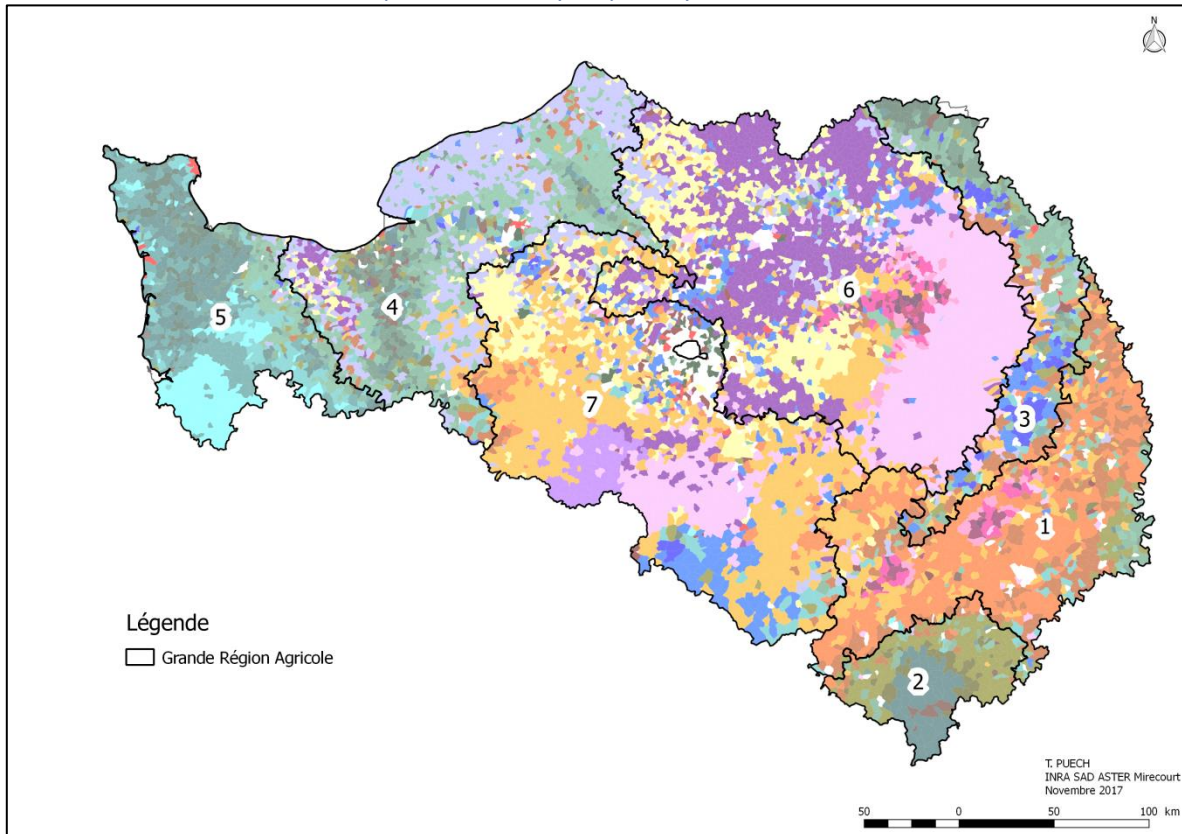 N
5
4
6
7
3
1
2
Légende
Grande Région Agricole
T. PUECH
INRA SAD ASTER Mirecourt
Novembre 2017
50 0 50 100 km